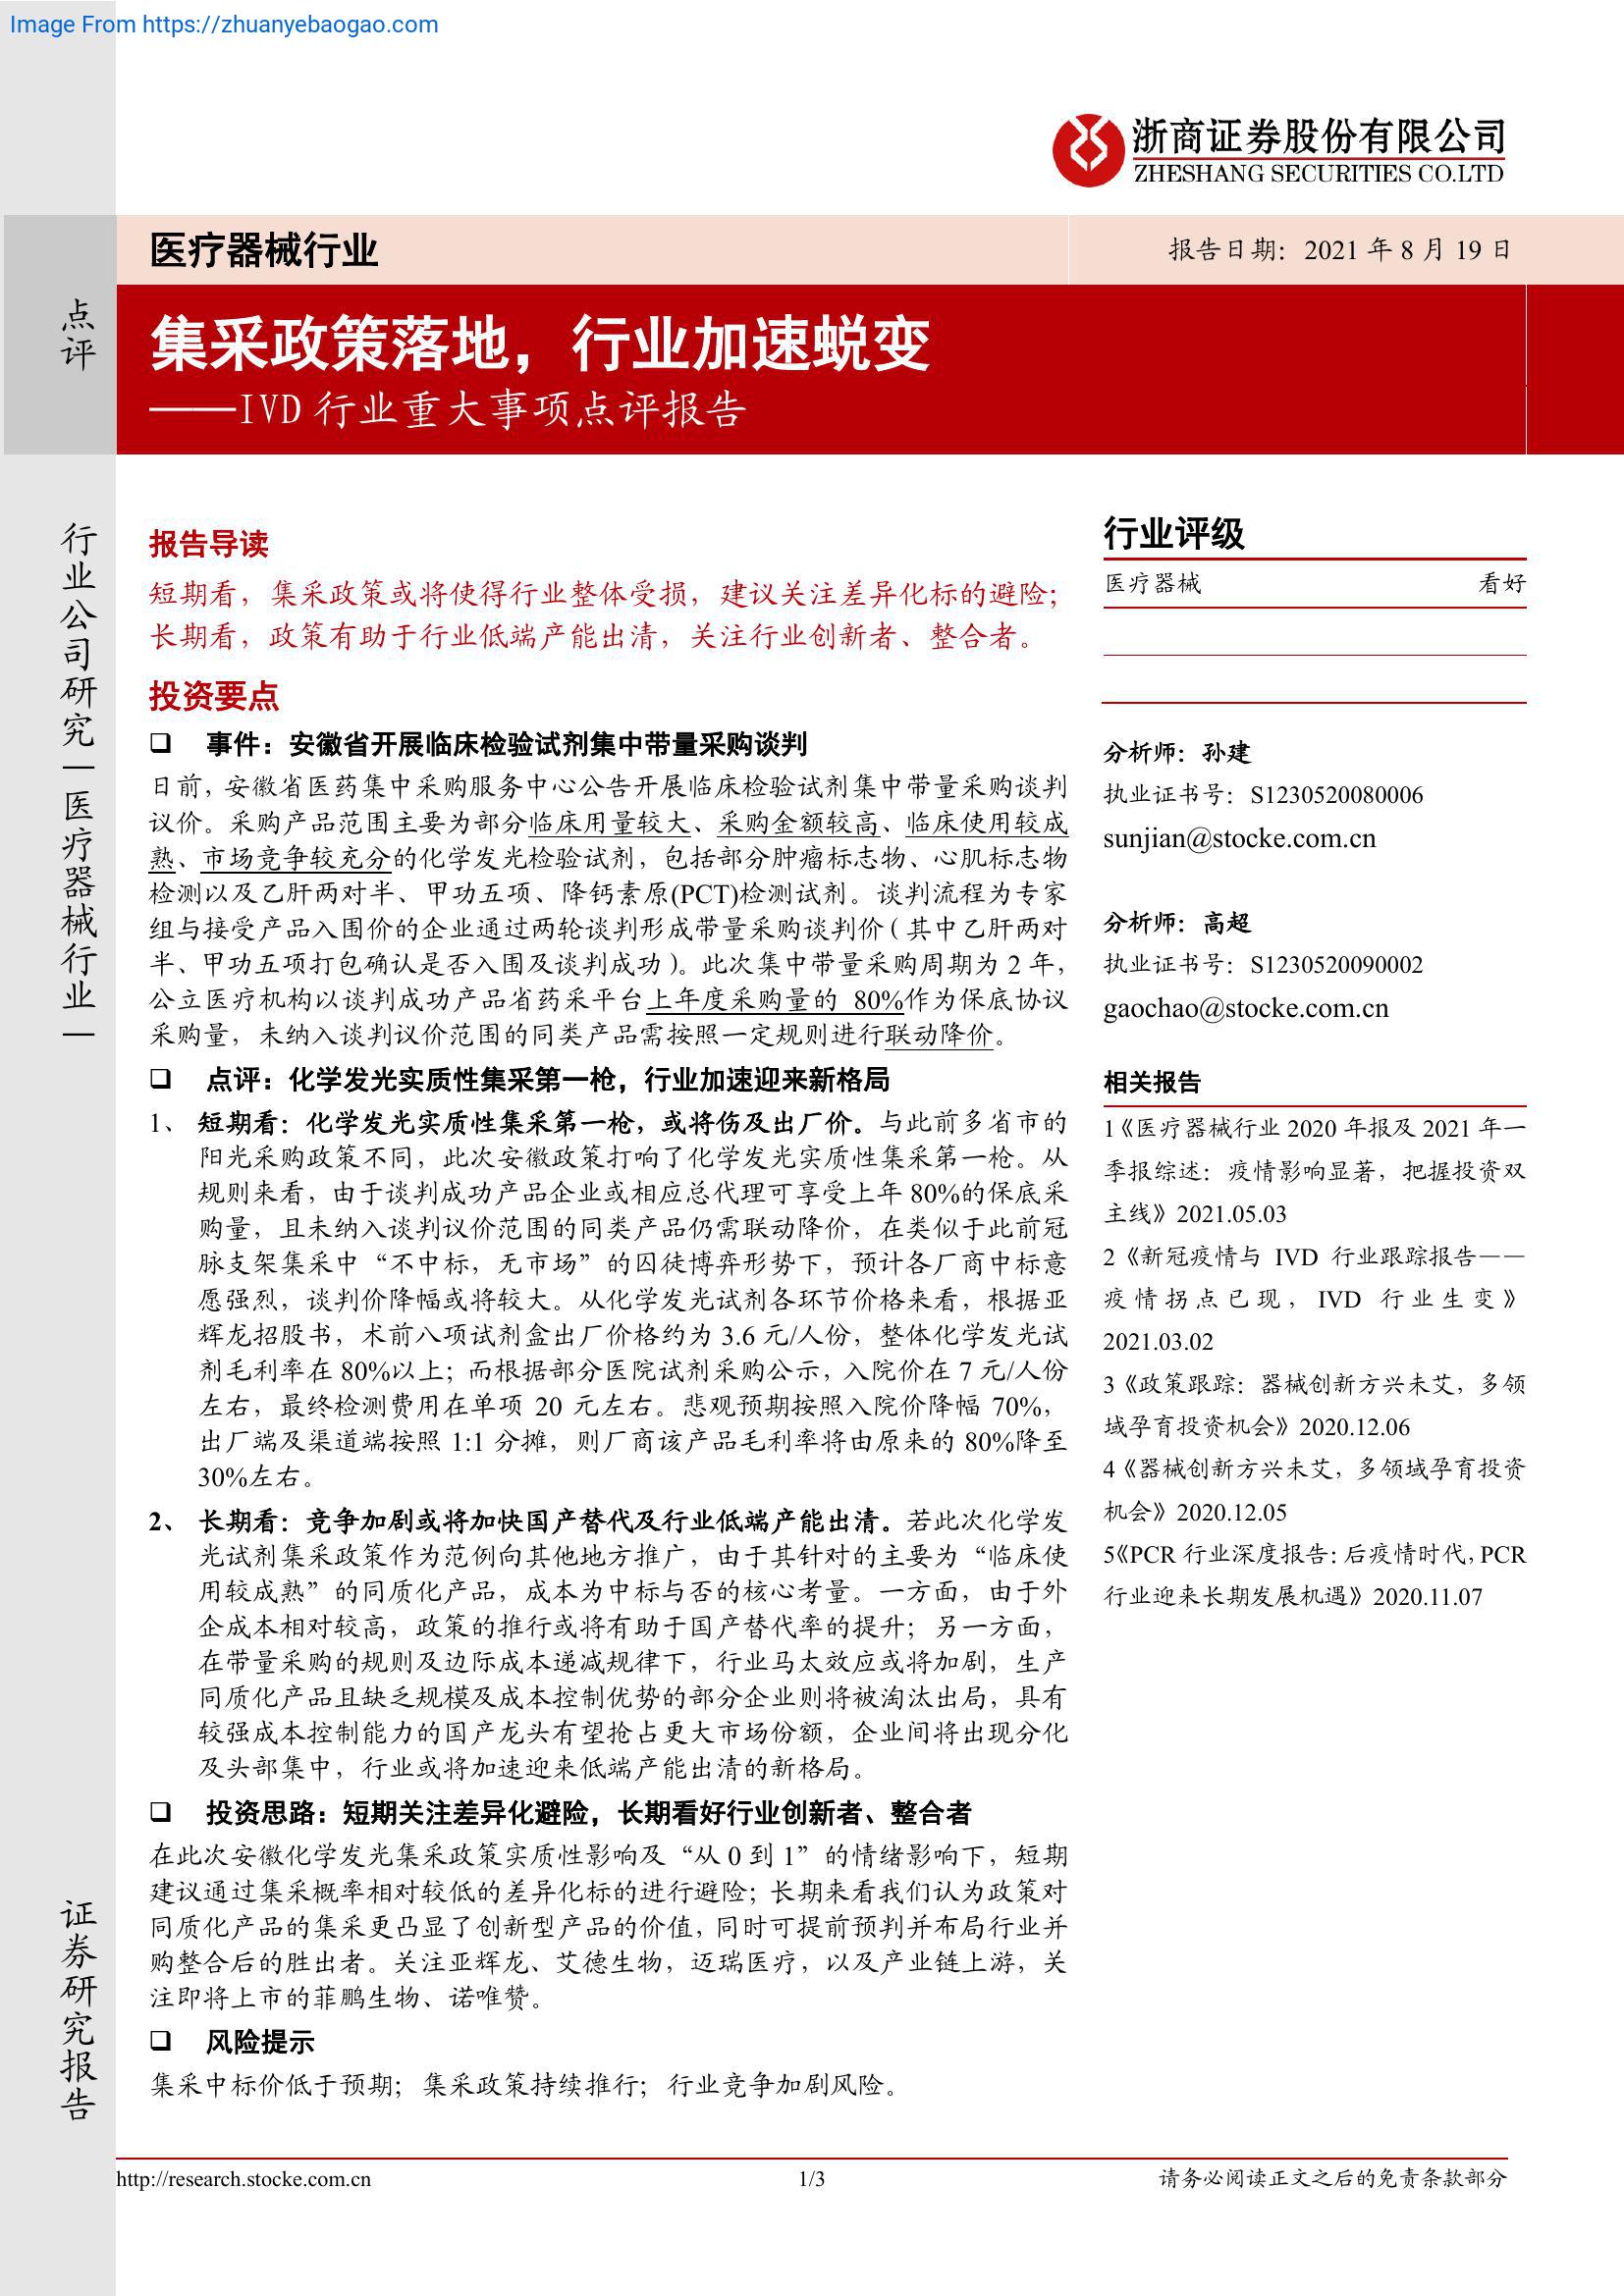 Image From https://zhuanyebaogao.com
浙商证券股份有限公司
ZHESHANG SECURITIES CO.LTD
医疗器械行业
报告日期：2021 年 8 月 19 日
点评
集采政策落地，行业加速蜕变
——IVD 行业重大事项点评报告
行业公司研究|医疗器械行业|
证券研究报告
报告导读
短期看，集采政策或将使得行业整体受损，建议关注差异化标的避险；
长期看，政策有助于行业低端产能出清，关注行业创新者、整合者。
投资要点
❑ 事件：安徽省开展临床检验试剂集中带量采购谈判
日前，安徽省医药集中采购服务中心公告开展临床检验试剂集中带量采购谈判
议价。采购产品范围主要为部分临床用量较大、采购金额较高、临床使用较成
熟、市场竞争较充分的化学发光检验试剂，包括部分肿瘤标志物、心肌标志物
检测以及乙肝两对半、甲功五项、降钙素原(PCT)检测试剂。谈判流程为专家
组与接受产品入围价的企业通过两轮谈判形成带量采购谈判价（其中乙肝两对
半、甲功五项打包确认是否入围及谈判成功）。此次集中带量采购周期为 2 年，
公立医疗机构以谈判成功产品省药采平台上年度采购量的 80%作为保底协议
采购量，未纳入谈判议价范围的同类产品需按照一定规则进行联动降价。
❑ 点评：化学发光实质性集采第一枪，行业加速迎来新格局
1、 短期看：化学发光实质性集采第一枪，或将伤及出厂价。与此前多省市的
阳光采购政策不同，此次安徽政策打响了化学发光实质性集采第一枪。从
规则来看，由于谈判成功产品企业或相应总代理可享受上年 80%的保底采
购量，且未纳入谈判议价范围的同类产品仍需联动降价，在类似于此前冠
脉支架集采中“不中标，无市场”的囚徒博弈形势下，预计各厂商中标意
愿强烈，谈判价降幅或将较大。从化学发光试剂各环节价格来看，根据亚
辉龙招股书，术前八项试剂盒出厂价格约为 3.6 元/人份，整体化学发光试
剂毛利率在 80%以上；而根据部分医院试剂采购公示，入院价在 7 元/人份
左右，最终检测费用在单项 20 元左右。悲观预期按照入院价降幅 70%，
出厂端及渠道端按照 1:1 分摊，则厂商该产品毛利率将由原来的 80%降至
30%左右。
2、 长期看：竞争加剧或将加快国产替代及行业低端产能出清。若此次化学发
光试剂集采政策作为范例向其他地方推广，由于其针对的主要为“临床使
用较成熟”的同质化产品，成本为中标与否的核心考量。一方面，由于外
企成本相对较高，政策的推行或将有助于国产替代率的提升；另一方面，
在带量采购的规则及边际成本递减规律下，行业马太效应或将加剧，生产
同质化产品且缺乏规模及成本控制优势的部分企业则将被淘汰出局，具有
较强成本控制能力的国产龙头有望抢占更大市场份额，企业间将出现分化
及头部集中，行业或将加速迎来低端产能出清的新格局。
❑ 投资思路：短期关注差异化避险，长期看好行业创新者、整合者
在此次安徽化学发光集采政策实质性影响及“从 0 到 1”的情绪影响下，短期
建议通过集采概率相对较低的差异化标的进行避险；长期来看我们认为政策对
同质化产品的集采更凸显了创新型产品的价值，同时可提前预判并布局行业并
购整合后的胜出者。关注亚辉龙、艾德生物，迈瑞医疗，以及产业链上游，关
注即将上市的菲鹏生物、诺唯赞。
❑ 风险提示
集采中标价低于预期；集采政策持续推行；行业竞争加剧风险。
行业评级
医疗器械 看好
分析师：孙建
执业证书号：S1230520080006
sunjian@stocke.com.cn
分析师：高超
执业证书号：S1230520090002
gaochao@stocke.com.cn
相关报告
1《医疗器械行业 2020 年报及 2021 年一
季报综述：疫情影响显著，把握投资双
主线》2021.05.03
2《新冠疫情与 IVD 行业跟踪报告——
疫情拐点已现，IVD 行业生变》
2021.03.02
3《政策跟踪：器械创新方兴未艾，多领
域孕育投资机会》2020.12.06
4《器械创新方兴未艾，多领域孕育投资
机会》2020.12.05
5《PCR 行业深度报告：后疫情时代，PCR
行业迎来长期发展机遇》2020.11.07
http://research.stocke.com.cn
1/3
请务必阅读正文之后的免责条款部分